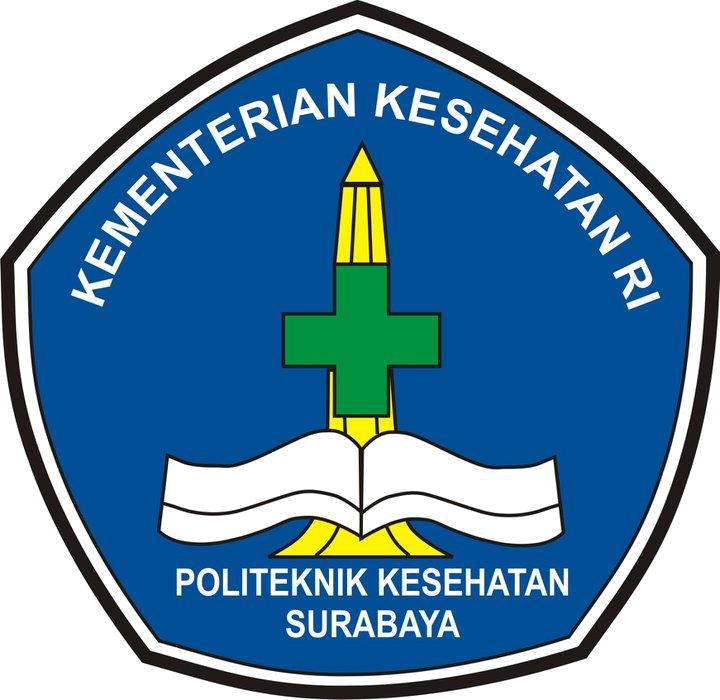 KEMENTERIAN KESEHATAN RI
POLITEKNIK KESEHATAN
SURABAYA